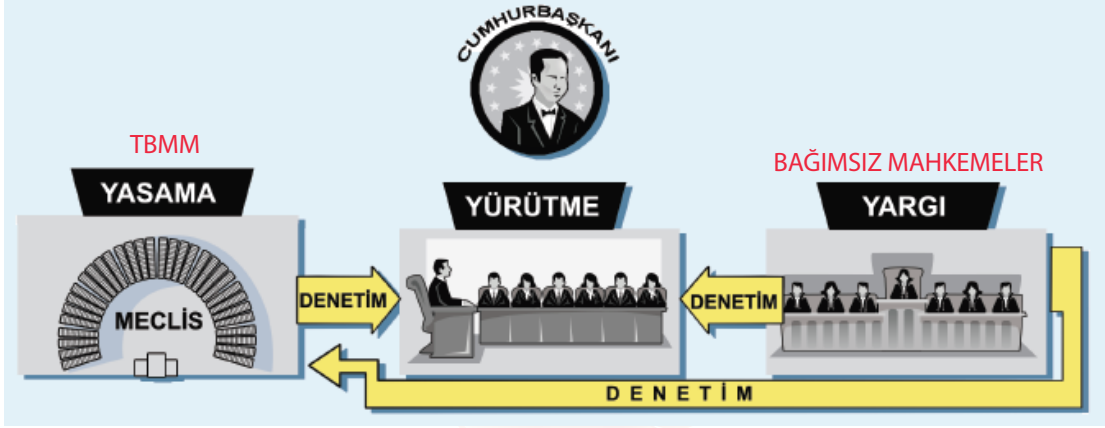 CUMHURBAŞKANI
TBMM
BAĞIMSIZ MAHKEMELER
YASAMA
YÜRÜTME
YARGI
MECLİS
DENETİM
DENETİM
DENETİM